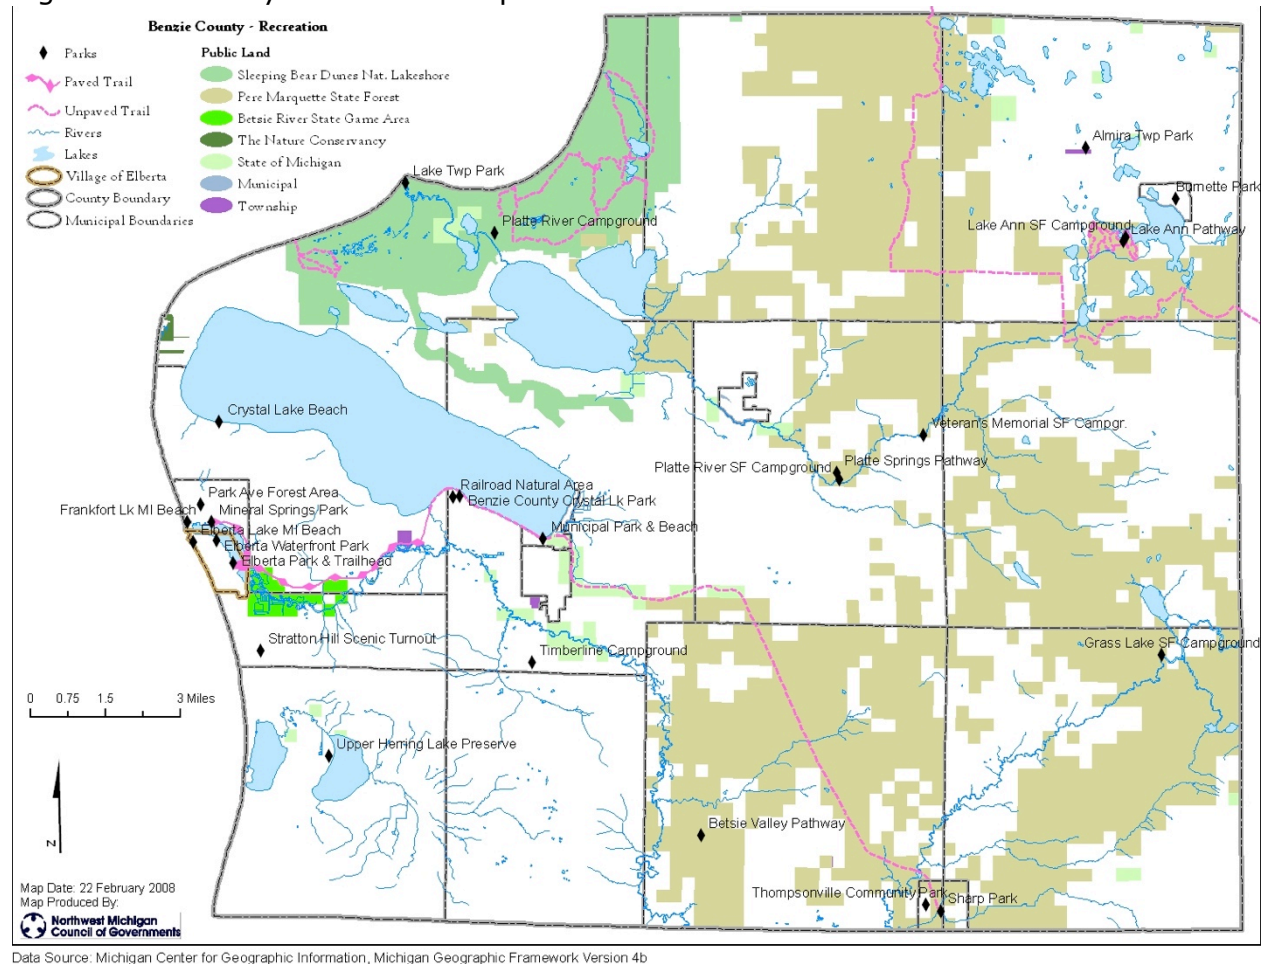 Benzie County - Recreation
Parks
Paved Trail
Unpaved Trail
Rivers
Lakes
Village of Elberta
County Boundary
Municipal Boundaries
Public Land
Sleeping Bear Dunes Nat. Lakeshore
Pere Marquette State Forest
Betsie River State Game Area
The Nature Conservancy
State of Michigan
Municipal
Township
Lake Twp Park
Platte River Campground
Almira Twp Park
Burnette Park
Lake Ann SF Campground
Lake Ann Pathway
Crystal Lake Beach
Veteran's Memorial SF Campgr.
Platte River SF Campground
Platte Springs Pathway
Railroad Natural Area
Benzie County Crystal Lk Park
Municipal Park & Beach
Park Ave Forest Area
Frankfort Lk MI Beach
Mineral Springs Park
Elberta Lake MI Beach
Elberta Waterfront Park
Elberta Park & Trailhead
Stratton Hill Scenic Turnout
Timberline Campground
Grass Lake SF Campground
0 0.75 1.5 3 Miles
Upper Herring Lake Preserve
Betsie Valley Pathway
Thompsonville Community Park
Sharp Park
N
Map Date: 22 February 2008
Map Produced By:
Northwest Michigan
Council of Governments
Data Source: Michigan Center for Geographic Information, Michigan Geographic Framework Version 4b